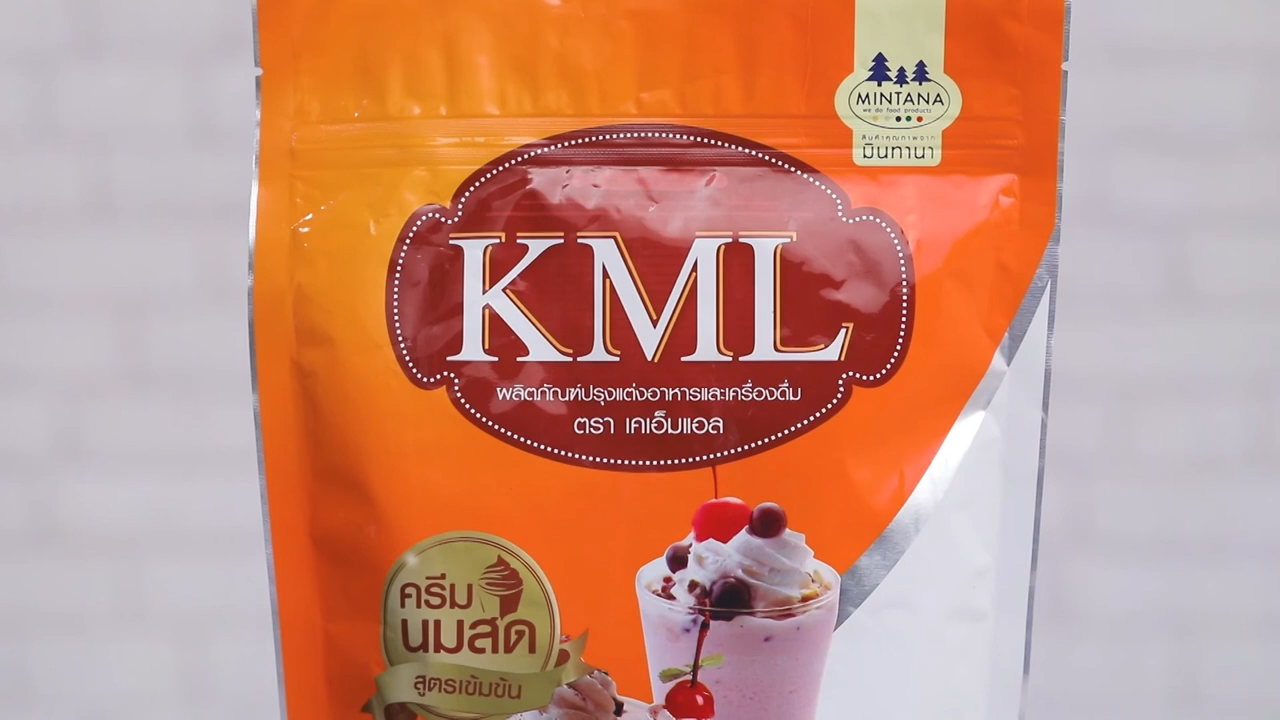 MINTANA
we do food products
สินค้าคุณภาพจาก
มินทานา
KML
ผลิตภัณฑ์ปรุงแต่งอาหารและเครื่องดื่ม
ตรา เคเอ็มแอล
ครีม
นมสด
สูตรเข้มข้น